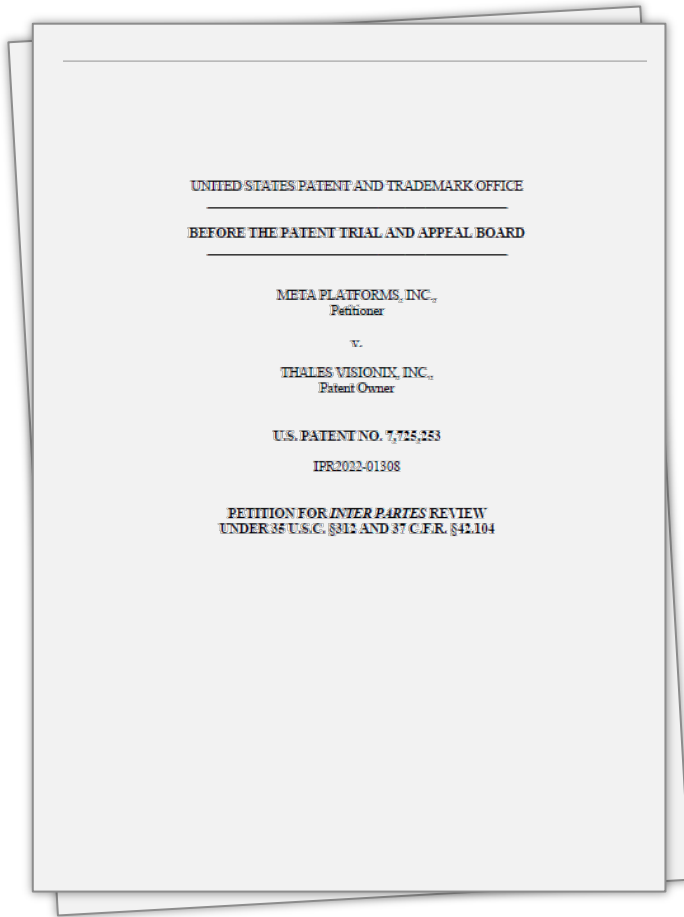 UNITED STATES PATENT AND TRADEMARK OFFICE
BEFORE THE PATENT TRIAL AND APPEAL BOARD
META PLATFORMS, INC.,
Petitioner
v.
THALES VISIONIX, INC.,
Patent Owner
U.S. PATENT NO. 7,725,253
IPR2022-01308
PETITION FOR INTER PARTES REVIEW
UNDER 35 U.S.C. §312 AND 37 C.F.R. §42.104